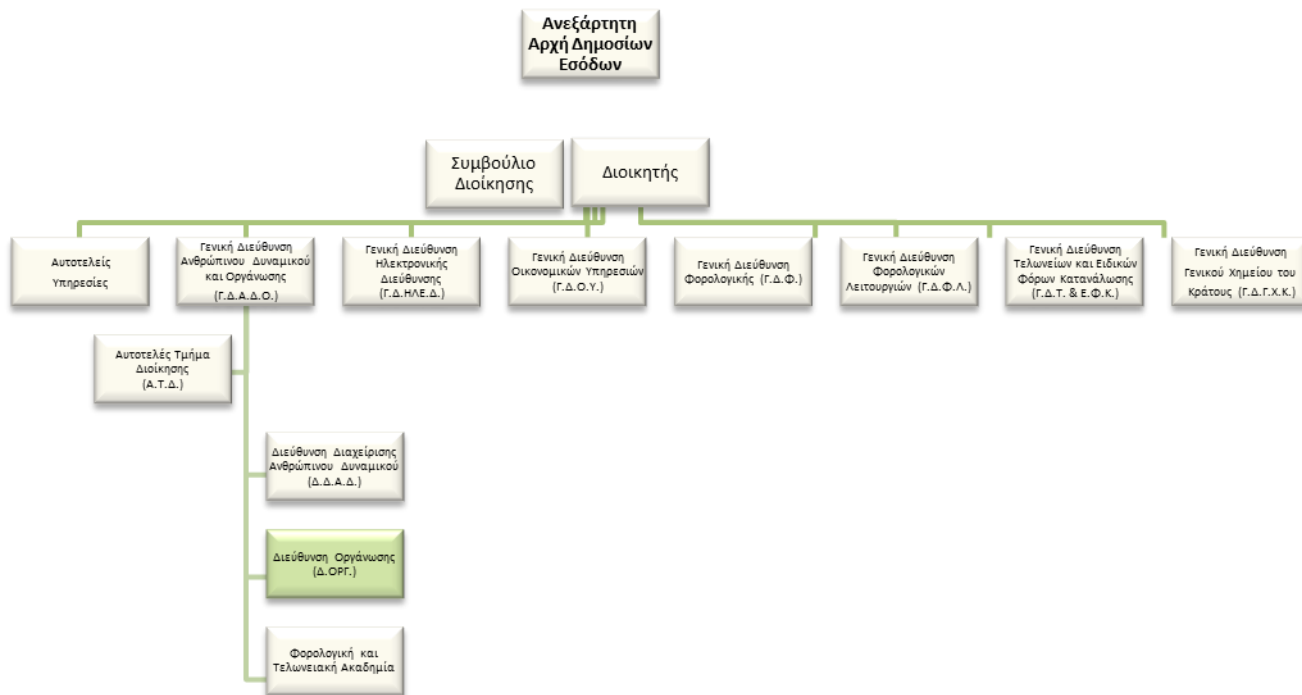 Ανεξάρτητη
Αρχή Δημοσίων
Εσόδων
Συμβούλιο
Διοίκησης
Διοικητής
Αυτοτελείς
Υπηρεσίες
Γενική Διεύθυνση
Ανθρώπινου Δυναμικού
και Οργάνωσης
(Γ.Δ.Α.Δ.Ο.)
Γενική Διεύθυνση
Ηλεκτρονικής
Διεύθυνσης
(Γ.Δ.ΗΛΕ.Δ.)
Γενική Διεύθυνση
Οικονομικών Υπηρεσιών
(Γ.Δ.Ο.Υ.)
Γενική Διεύθυνση
Φορολογικής (Γ.Δ.Φ.)
Γενική Διεύθυνση
Φορολογικών
Λειτουργιών (Γ.Δ.Φ.Λ.)
Γενική Διεύθυνση
Τελωνείων και Ειδικών
Φόρων Κατανάλωσης
(Γ.Δ.Τ. & Ε.Φ.Κ.)
Γενική Διεύθυνση
Γενικού Χημείου του
Κράτους (Γ.Δ.Γ.Χ.Κ.)
Αυτοτελές Τμήμα
Διοίκησης
(Α.Τ.Δ.)
Διεύθυνση Διαχείρισης
Ανθρώπινου Δυναμικού
(Δ.Δ.Α.Δ.)
Διεύθυνση Οργάνωσης
(Δ.ΟΡΓ.)
Φορολογική και
Τελωνειακή Ακαδημία